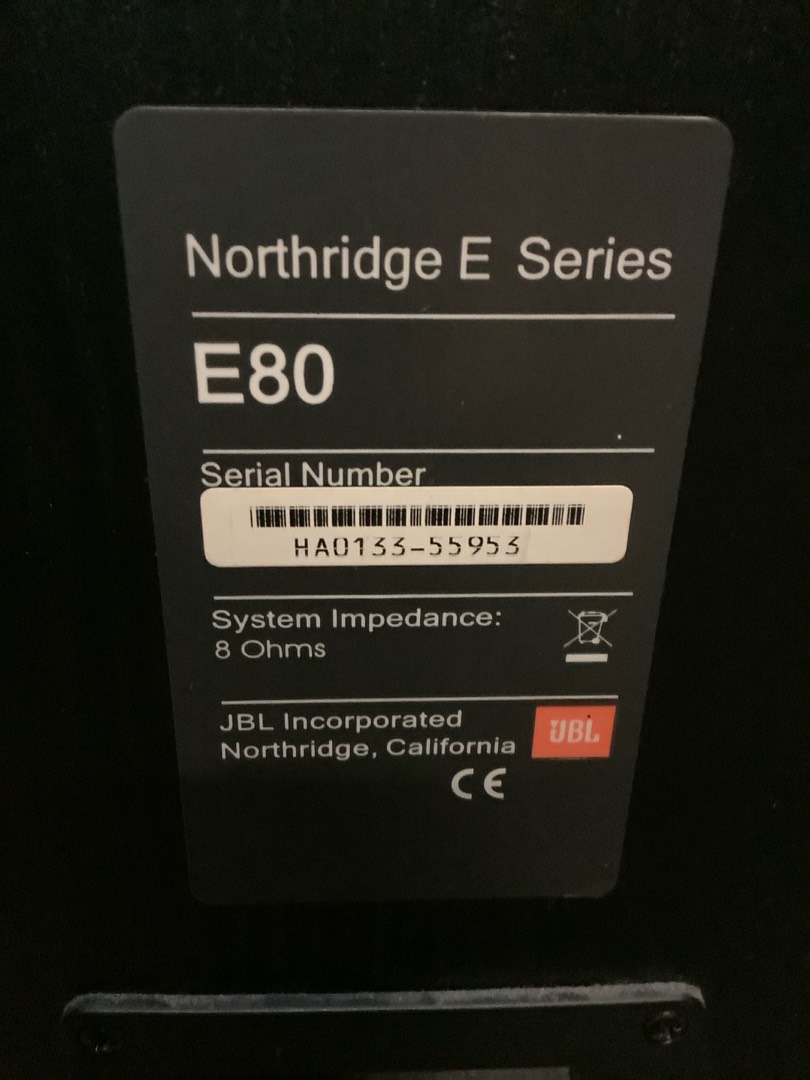 Northridge E Series
E80
Serial Number
HA0133-55953
System Impedance:
8 Ohms
JBL Incorporated
Northridge, California
JBL
CE